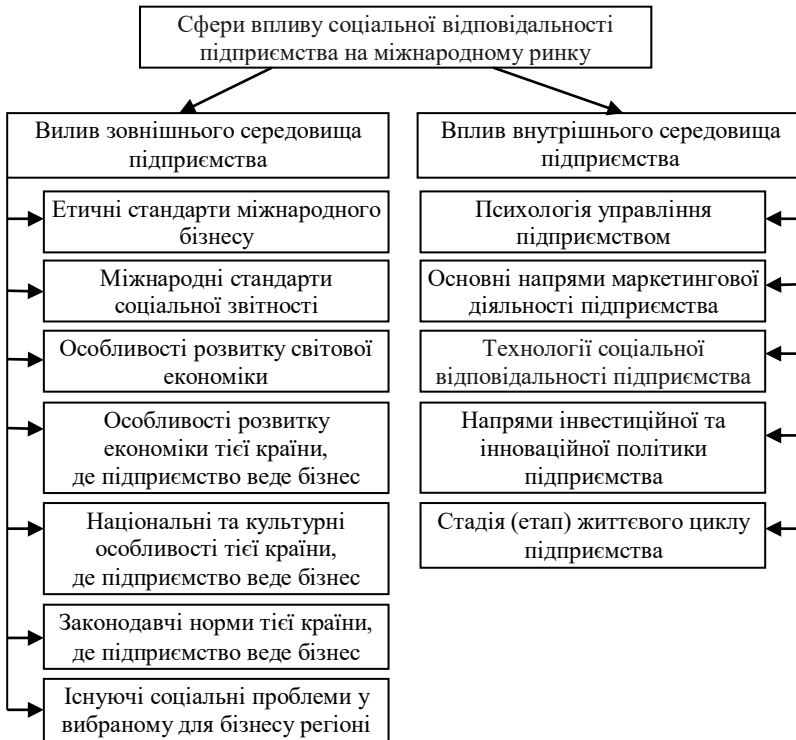 Сфери впливу соціальної відповідальності
підприємства на міжнародному ринку
Вилив зовнішнього середовища
підприємства
Етичні стандарти міжнародного
бізнесу
Міжнародні стандарти
соціальної звітності
Особливості розвитку світової
економіки
Особливості розвитку
економіки тієї країни,
де підприємство веде бізнес
Національні та культурні
особливості тієї країни,
де підприємство веде бізнес
Законодавчі норми тієї країни,
де підприємство веде бізнес
Існуючі соціальні проблеми у
вибраному для бізнесу регіоні
Вплив внутрішнього середовища
підприємства
Психологія управління
підприємством
Основні напрями маркетингової
діяльності підприємства
Технології соціальної
відповідальності підприємства
Напрями інвестиційної та
інноваційної політики
підприємства
Стадія (етап) життєвого циклу
підприємства